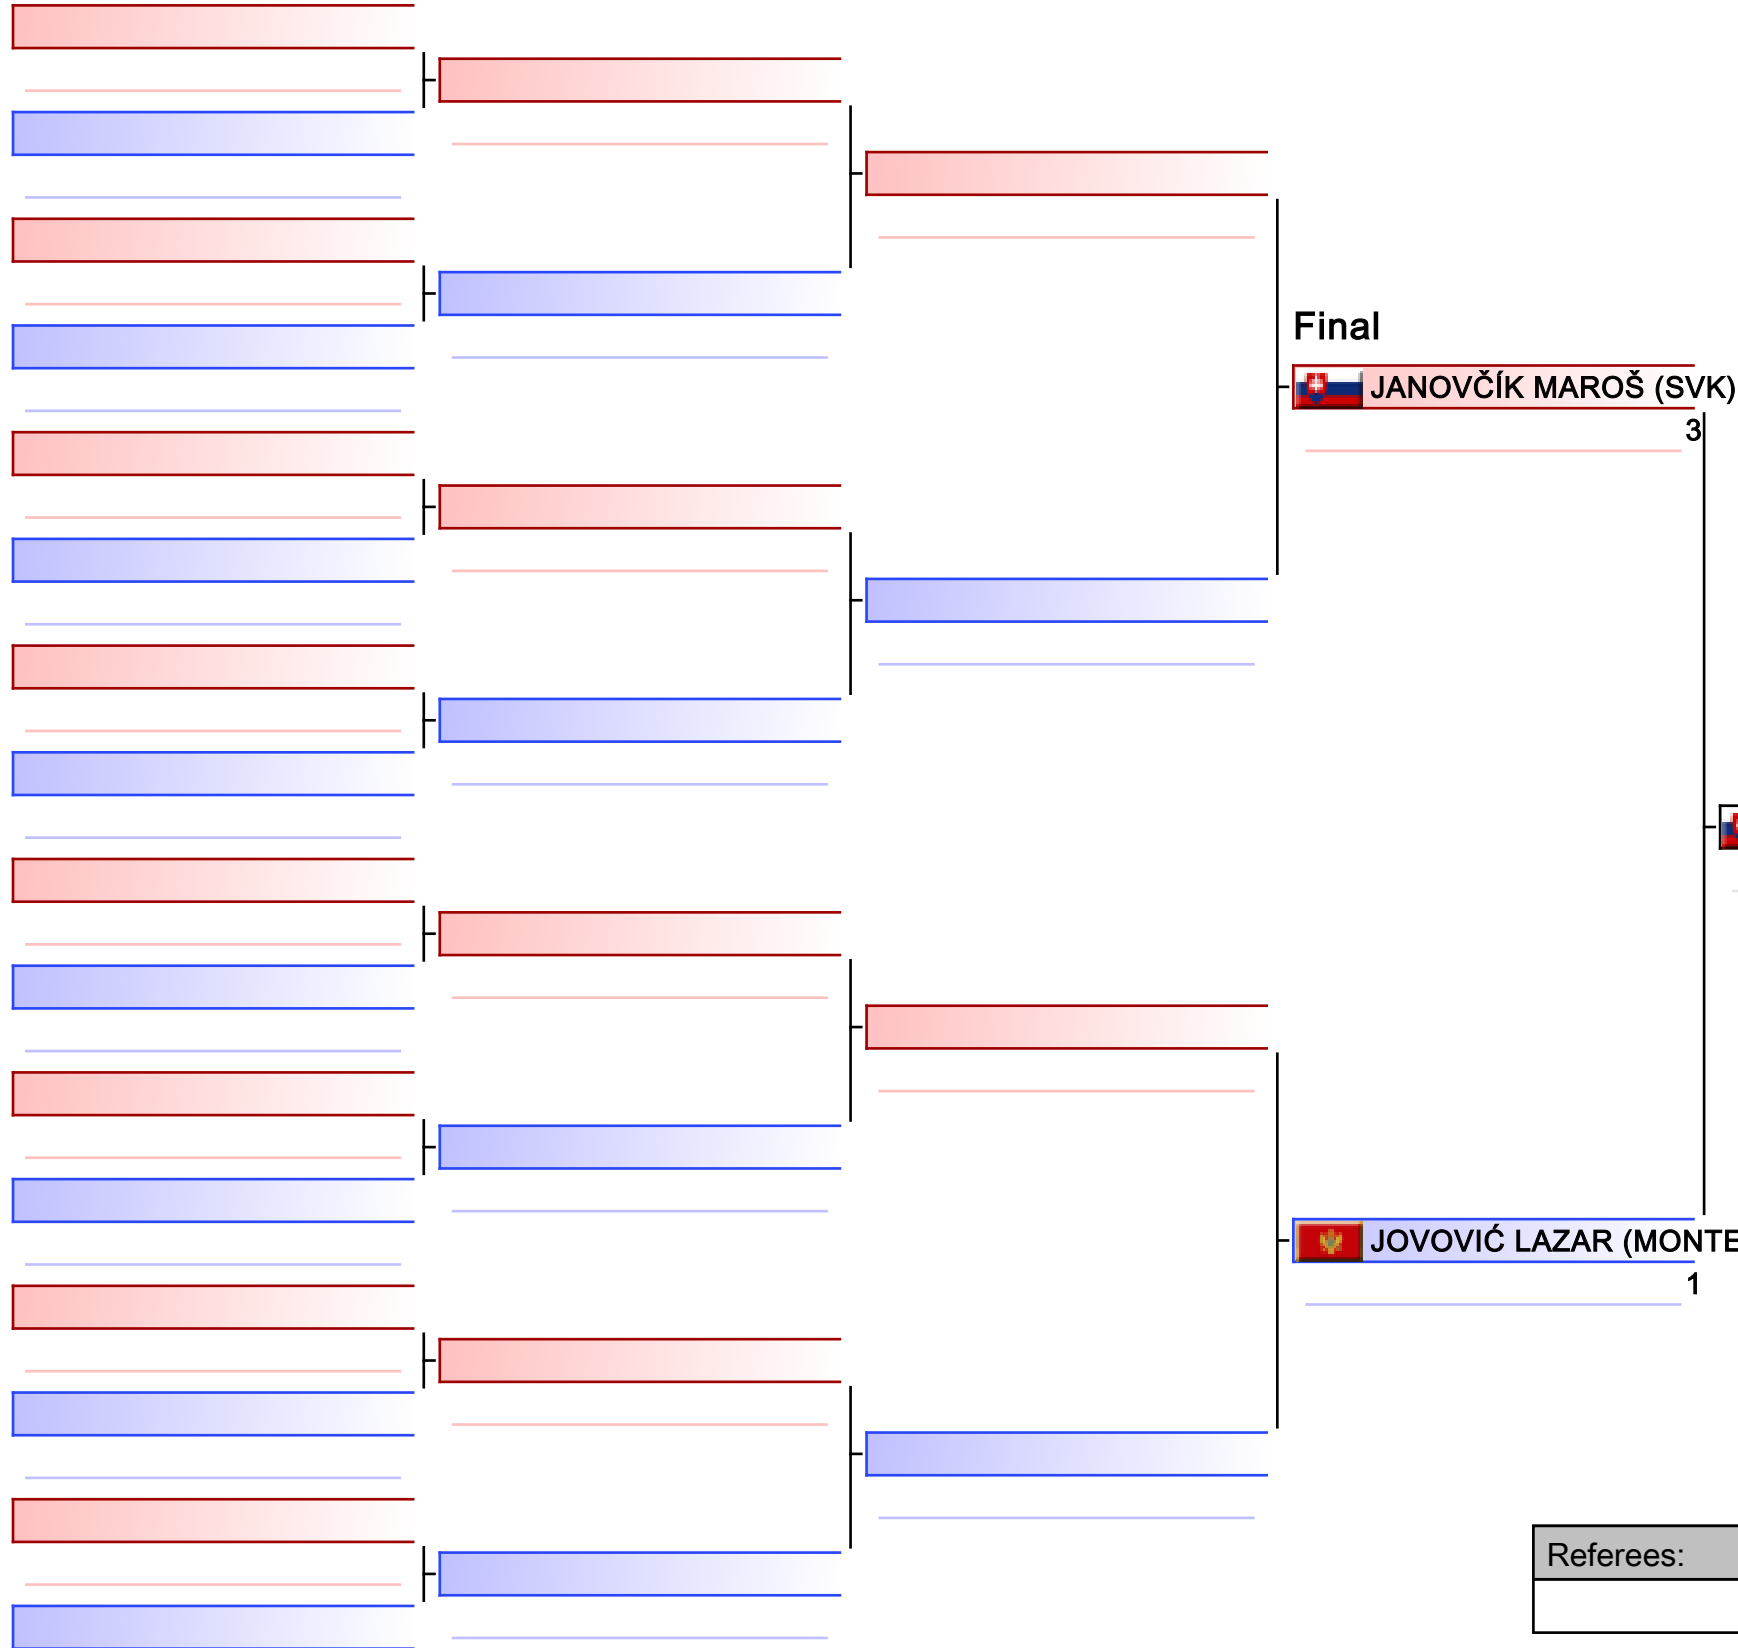 Final
JANOVČÍK MAROŠ (SVK)
3
JOVOVIĆ LAZAR (MONTE
1
Referees: